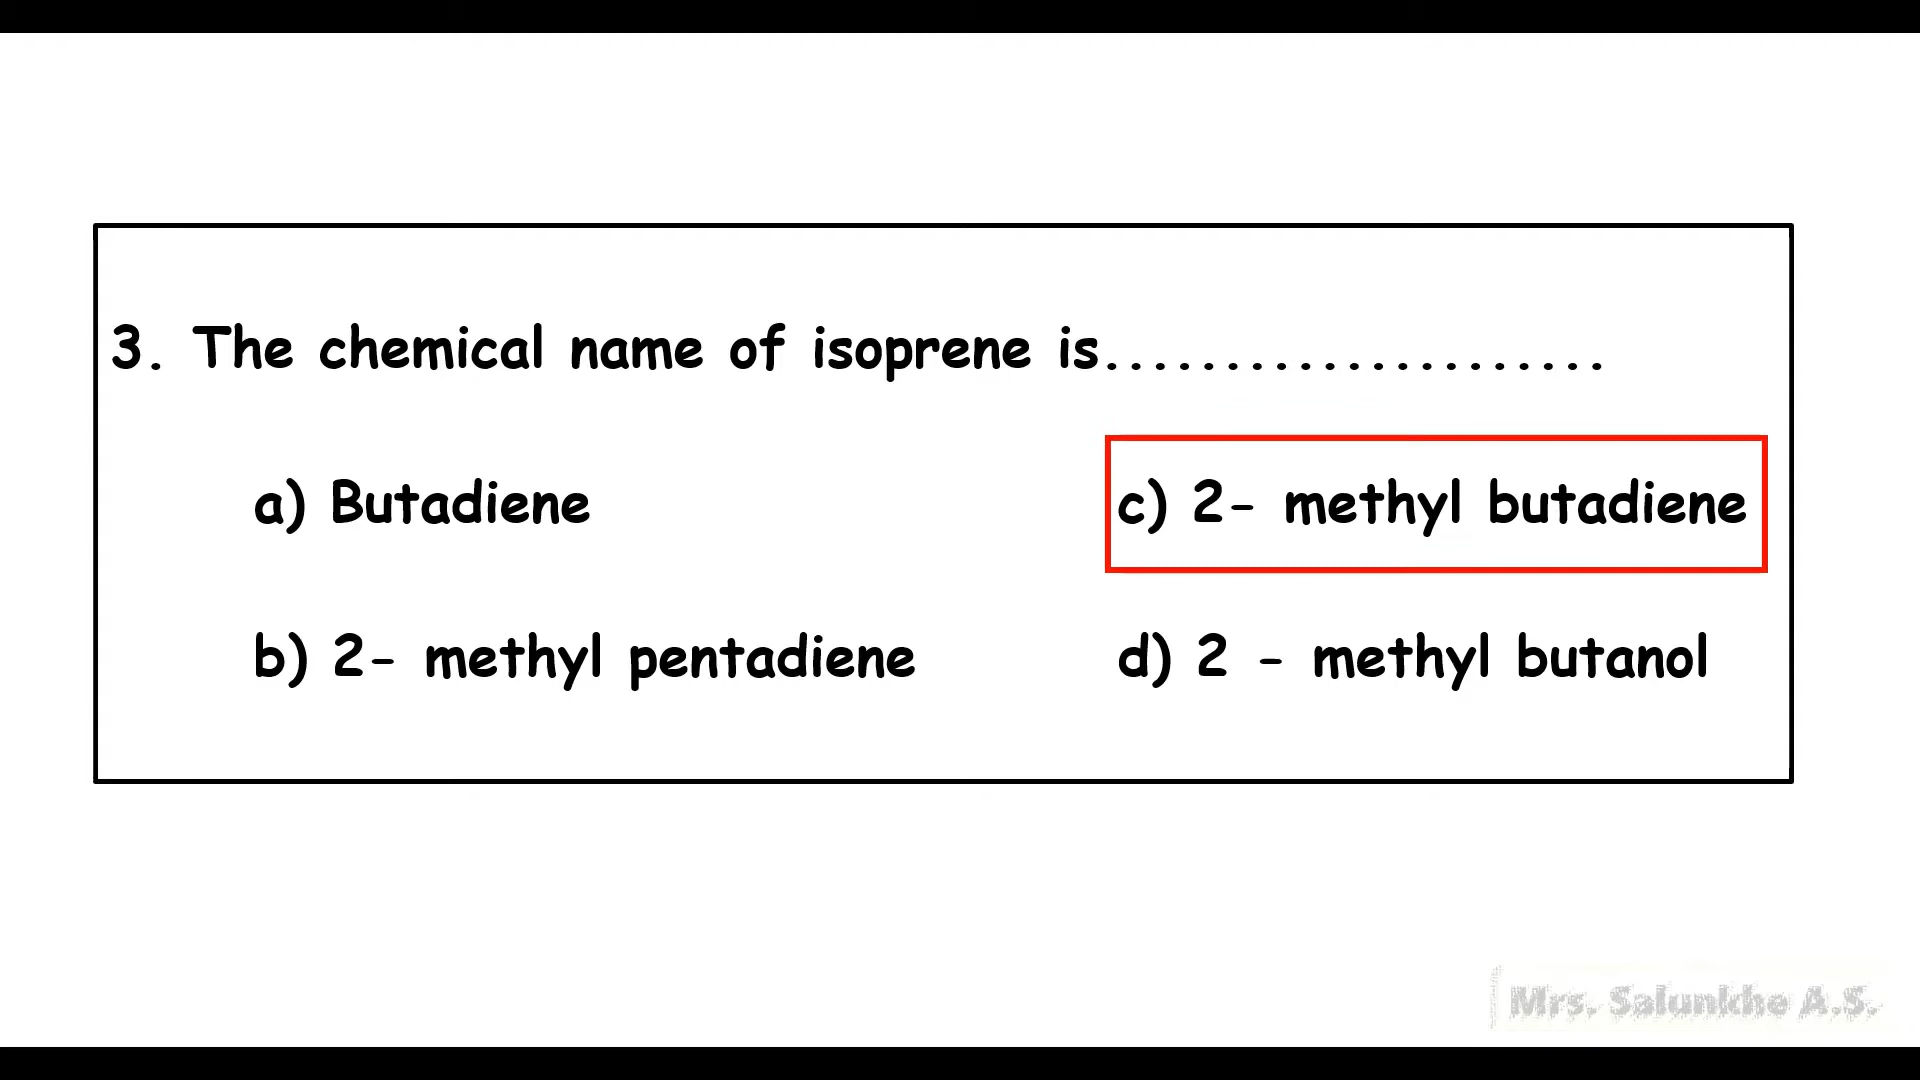 3. The chemical name of isoprene is.....................
a) Butadiene
c) 2- methyl butadiene
b) 2- methyl pentadiene
d) 2 - methyl butanol
Mrs. Salunkhe A.S.